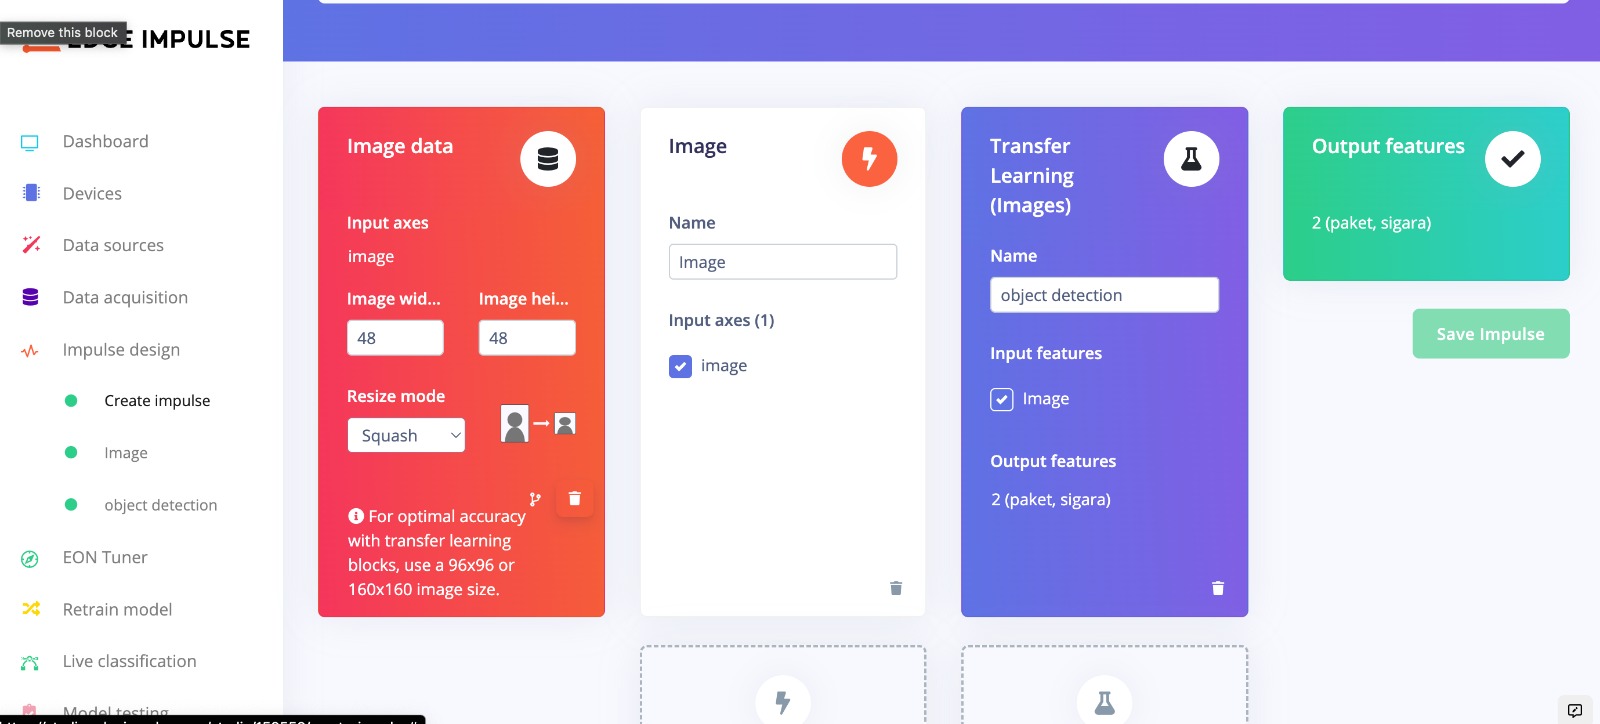 Remove this block
EDGE IMPULSE
Dashboard
Devices
Data sources
Data acquisition
Impulse design
Create impulse
Image
object detection
EON Tuner
Retrain model
Live classification
Model testing
Image data
Input axes
image
Image wid...
Image hei...
48
48
Resize mode
Squash
For optimal accuracy
with transfer learning
blocks, use a 96x96 or
160x160 image size.
Image
Name
Image
Input axes (1)
image
Transfer
Learning
(Images)
Name
object detection
Input features
Image
Output features
2 (paket, sigara)
Output features
2 (paket, sigara)
Save Impulse